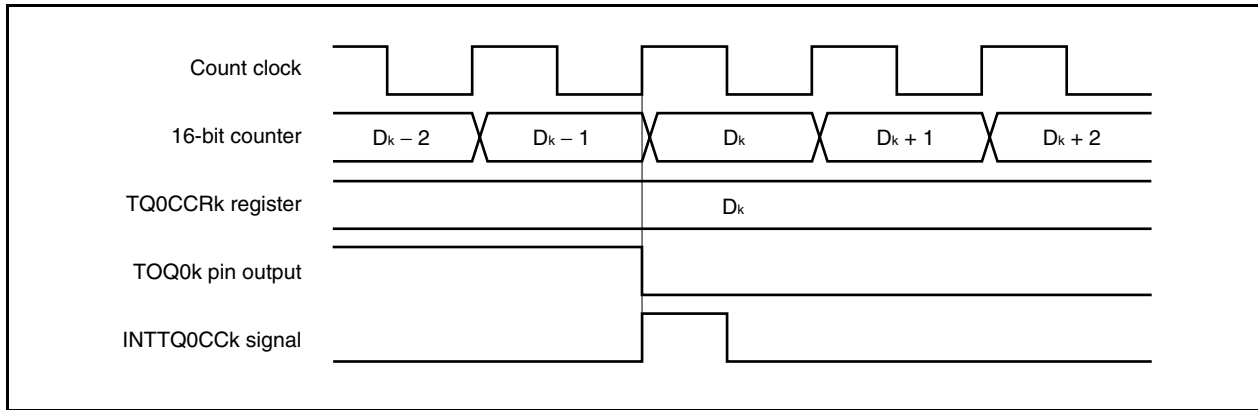 Count clock
16-bit counter
Dk − 2 Dk − 1 Dk Dk + 1 Dk + 2
TQ0CCRk register
Dk
TOQ0k pin output
INTTQ0CCk signal